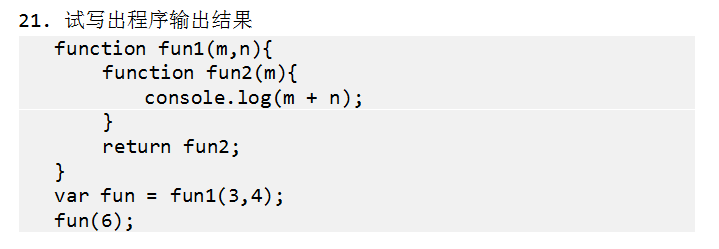 21. 试写出程序输出结果
function fun1(m,n){
    function fun2(m){
        console.log(m + n);
    }
    return fun2;
}
var fun = fun1(3,4);
fun(6);